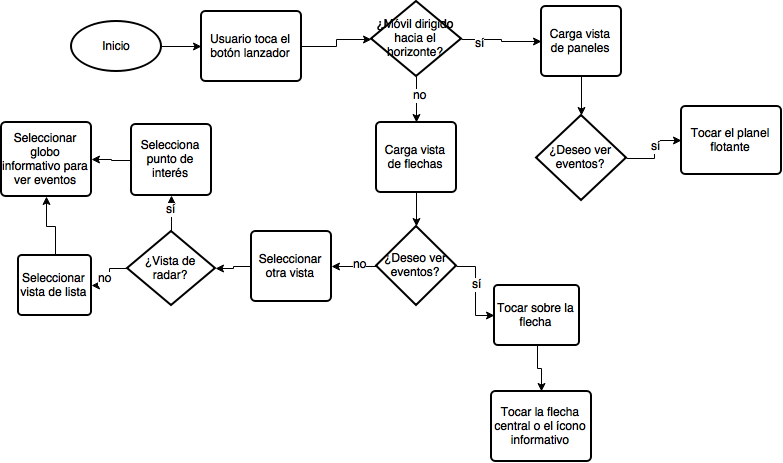 Inicio
Usuario toca el
botón lanzador
¿Móvil dirigido
hacia el
horizonte?
sí
Carga vista
de paneles
no
¿Deseo ver
eventos?
sí
Tocar el planel
flotante
Carga vista
de flechas
Seleccionar
globo
informativo para
ver eventos
Selecciona
punto de
interés
sí
¿Vista de
radar?
no
Seleccionar
vista de lista
Seleccionar
otra vista
no
¿Deseo ver
eventos?
sí
Tocar sobre la
flecha
Tocar la flecha
central o el ícono
informativo